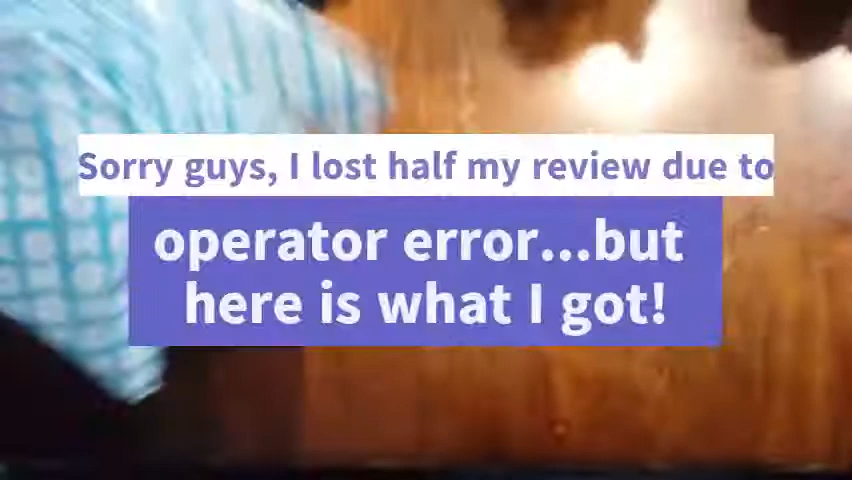 Sorry guys, I lost half my review due to
operator error...but
here is what I got!